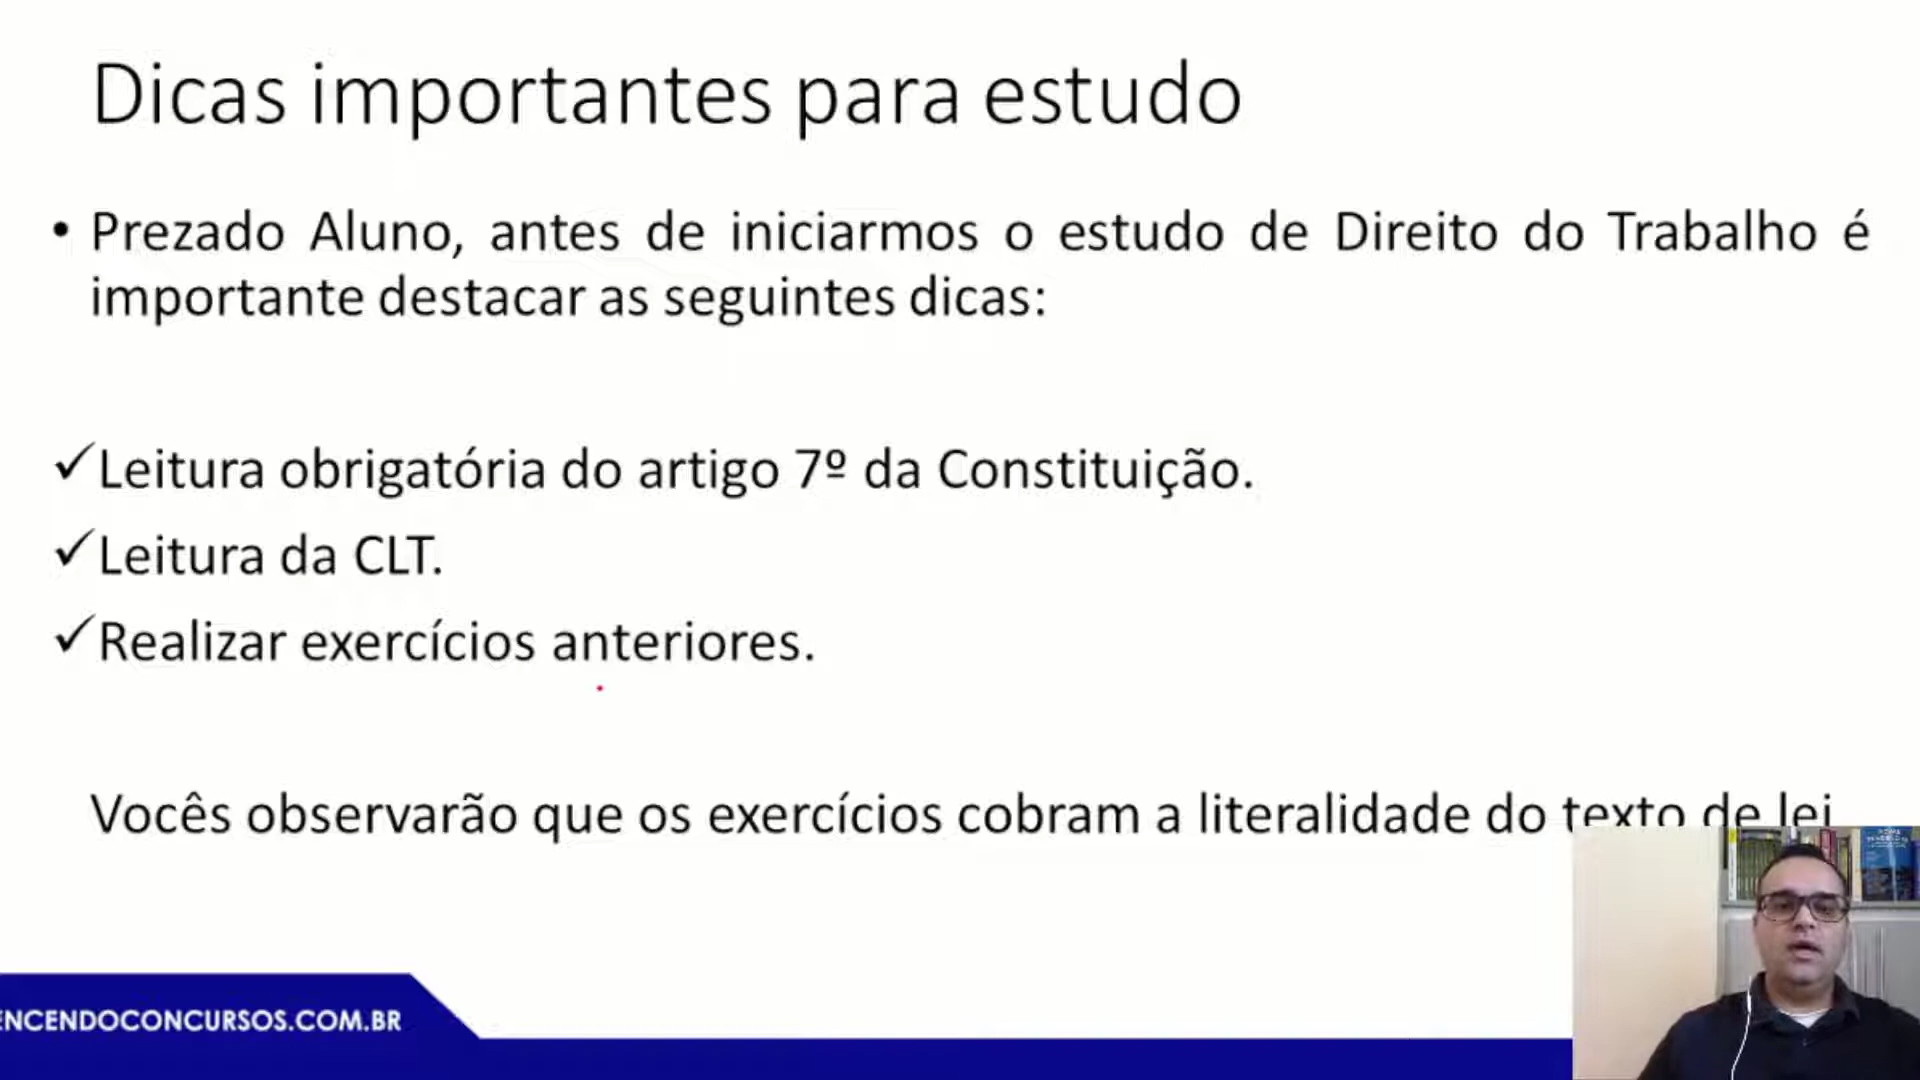 Dicas importantes para estudo
• Prezado Aluno, antes de iniciarmos o estudo de Direito do Trabalho é
importante destacar as seguintes dicas:
✓Leitura obrigatória do artigo 7º da Constituição.
✓Leitura da CLT.
✓Realizar exercícios anteriores.
Vocês observarão que os exercícios cobram a literalidade do texto de lei
ENCENDOCONCURSOS.COM.BR